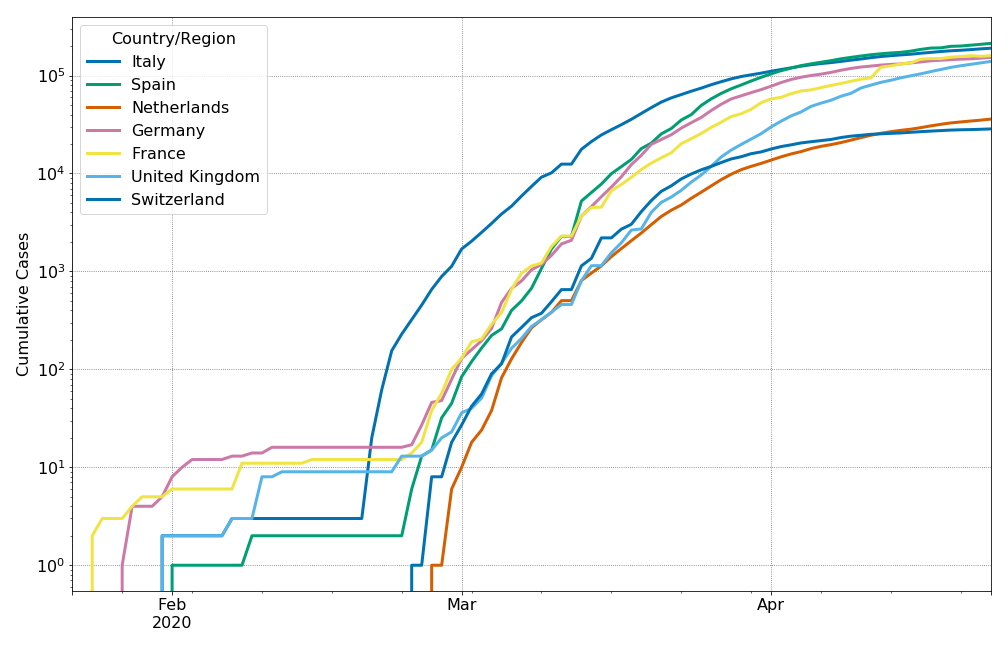 Country/Region
Italy
Spain
Netherlands
Germany
France
United Kingdom
Switzerland
Cumulative Cases
10⁵
10⁴
10³
10²
10¹
10⁰
Feb
2020
Mar
Apr